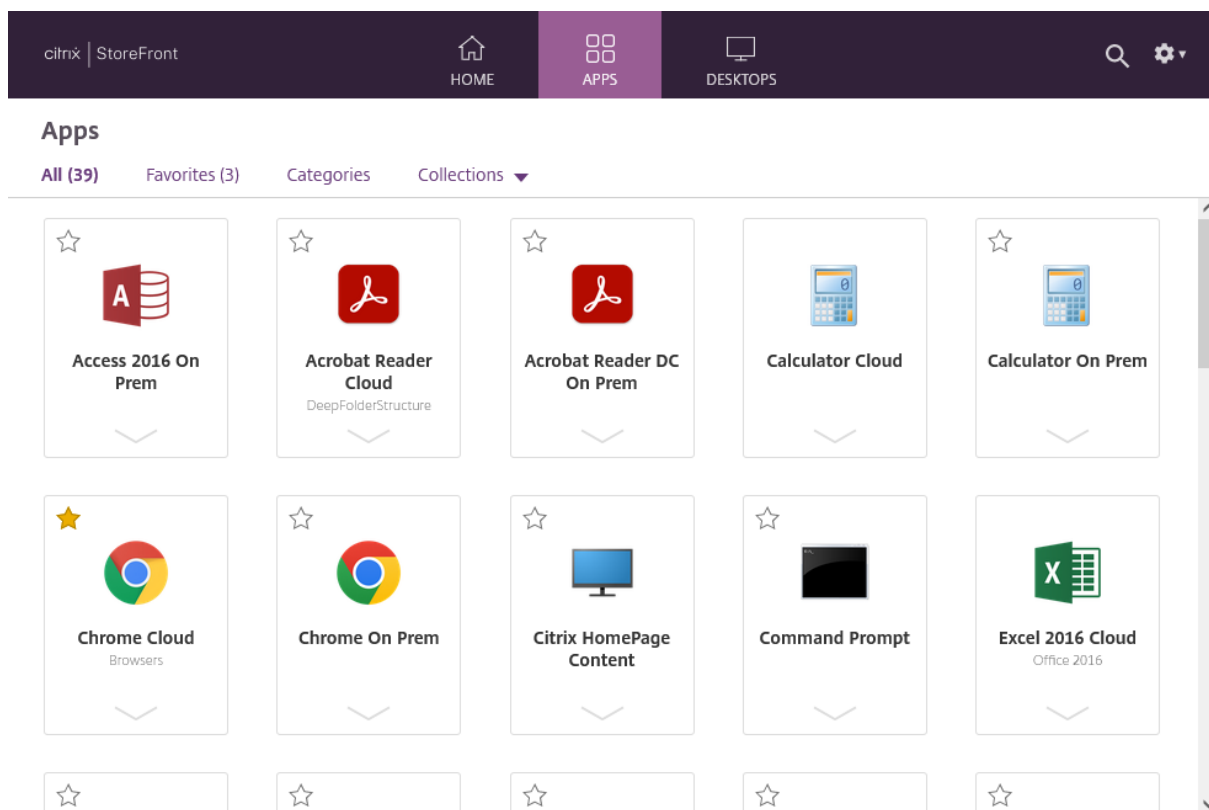 citrix | StoreFront
HOME
APPS
DESKTOPS
Apps
All (39)
Favorites (3)
Categories
Collections
A
Access 2016 On
Prem
Acrobat Reader
Cloud
DeepFolderStructure
Acrobat Reader DC
On Prem
0
Calculator Cloud
0
Calculator On Prem
Chrome Cloud
Browsers
Chrome On Prem
Citrix HomePage
Content
Command Prompt
X
Excel 2016 Cloud
Office 2016